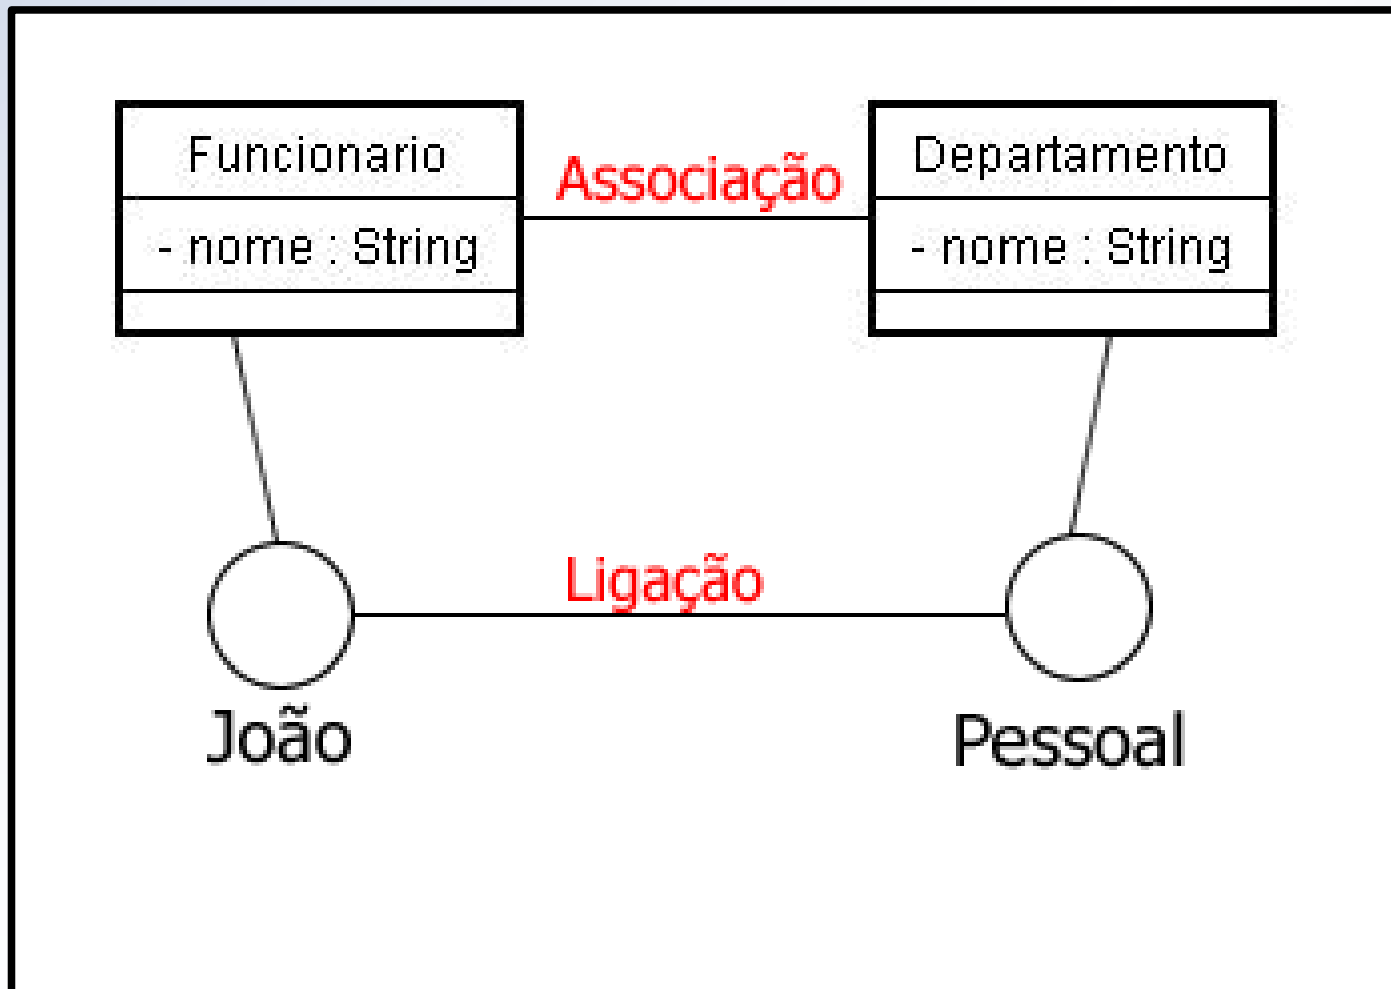 Funcionario
Associação
Departamento
- nome : String
- nome : String
Ligação
João
Pessoal